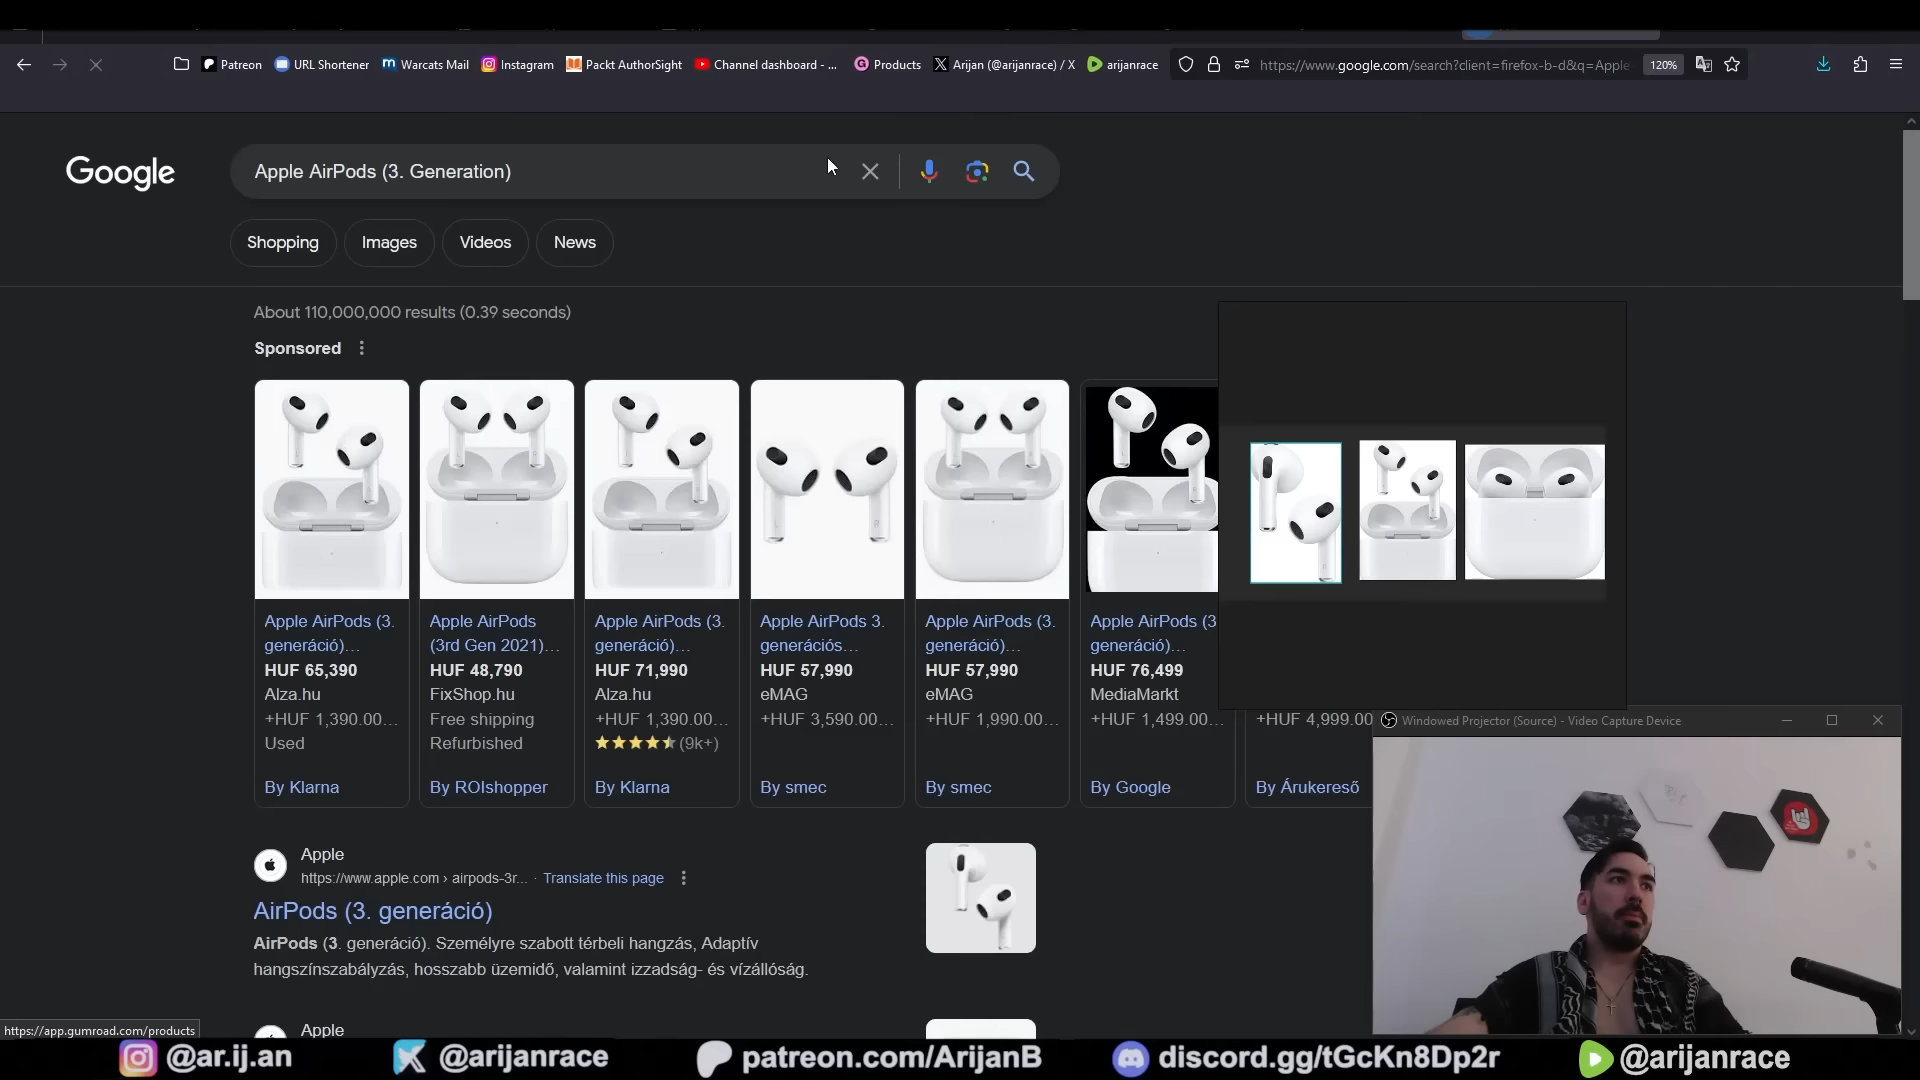 Patreon
URL Shortener
Warcats Mail
Instagram
Packt AuthorSight
Channel dashboard - ...
Products
Arijan (@arijanrace) / X
arijanrace
https://www.google.com/search?client=firefox-b-d&q=Apple
120%
Google
Apple AirPods (3. Generation)
Shopping
Images
Videos
News
About 110,000,000 results (0.39 seconds)
Sponsored
Apple AirPods (3.
generáció)...
HUF 65,390
Alza.hu
+HUF 1,390.00...
Used
By Klarna
Apple AirPods
(3rd Gen 2021)...
HUF 48,790
FixShop.hu
Free shipping
Refurbished
By ROIshopper
Apple AirPods (3.
generáció)...
HUF 71,990
Alza.hu
+HUF 1,390.00...
(9k+)
By Klarna
Apple AirPods 3.
generációs...
HUF 57,990
eMAG
+HUF 3,590.00...
By smec
Apple AirPods (3.
generáció)...
HUF 57,990
eMAG
+HUF 1,990.00...
By smec
Apple AirPods (3
generáció)...
HUF 76,499
MediaMarkt
+HUF 1,499.00...
By Google
+HUF 4,999.00
By Árukereső
Windowed Projector (Source) - Video Capture Device
Apple
https://www.apple.com › airpods-3r... · Translate this page
AirPods (3. generáció)
AirPods (3. generáció). Személyre szabott térbeli hangzás, Adaptív
hangszínszabályzás, hosszabb üzemidő, valamint izzadság- és vízállóság.
Apple
https://app.gumroad.com/products
@ar.ij.an
@arijanrace
patreon.com/ArijanB
discord.gg/tGcKn8Dp2r
@arijanrace